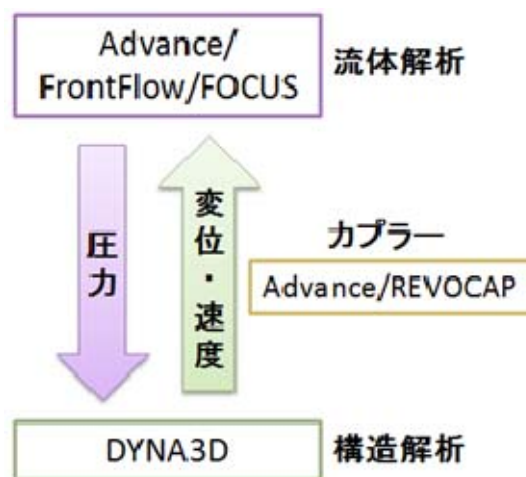 Advance/
FrontFlow/FOCUS
流体解析
圧力
変位・速度
カプラー
Advance/REVOCAP
DYNA3D
構造解析